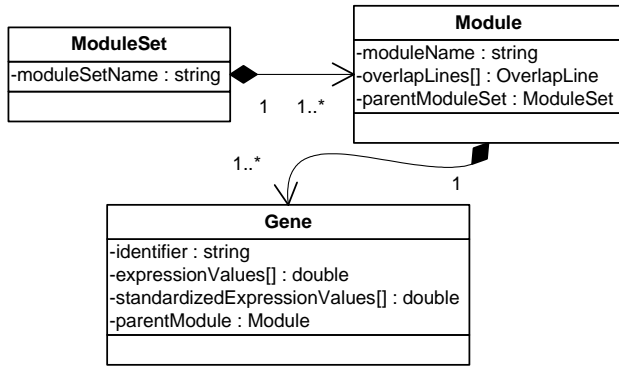 ModuleSet
-moduleSetName : string
Module
-moduleName : string
-overlapLines[] : OverlapLine
-parentModuleSet : ModuleSet
1
1..*
1..*
1
Gene
-identifier : string
-expressionValues[] : double
-standardizedExpressionValues[] : double
-parentModule : Module